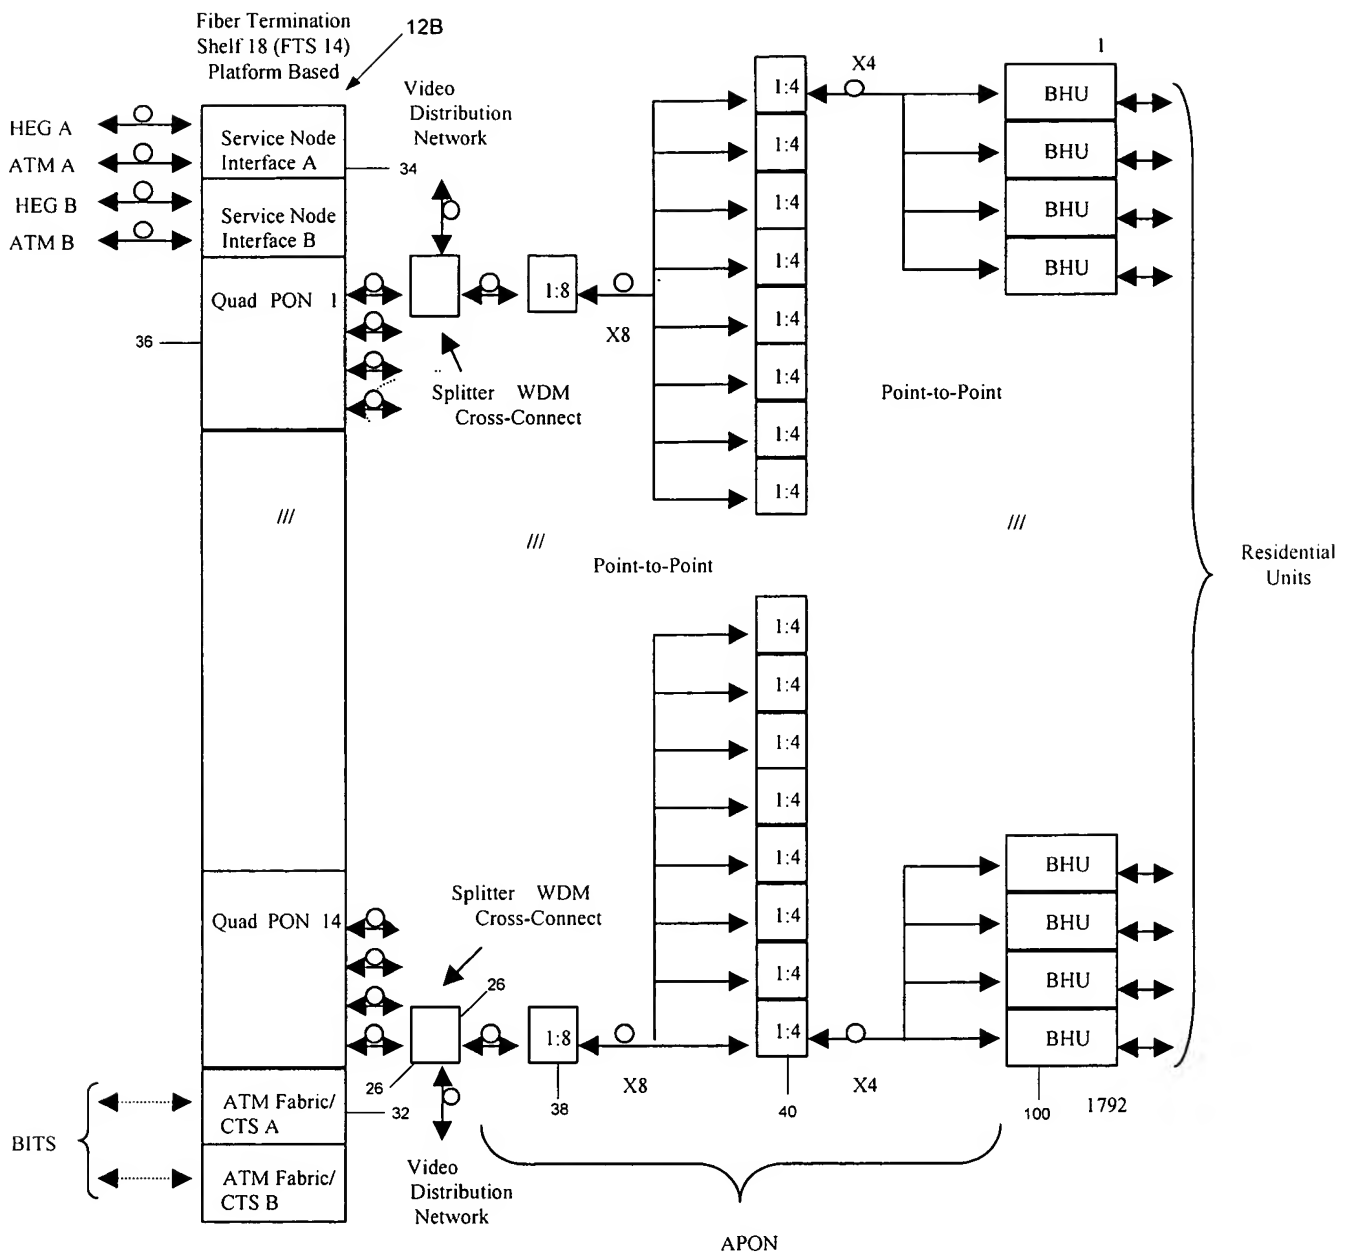 Fiber Termination
Shelf 18 (FTS 14)
Platform Based
12B
HEG A
ATM A
HEG B
ATM B
Service Node
Interface A
34
Service Node
Interface B
Quad PON 1
36
Video
Distribution
Network
1:8
X8
Splitter WDM
Cross-Connect
1:4
1:4
1:4
1:4
1:4
1:4
1:4
1:4
X4
1
BHU
BHU
BHU
BHU
Point-to-Point
///
///
///
Point-to-Point
Residential
Units
1:4
1:4
1:4
1:4
1:4
1:4
1:4
1:4
Quad PON 14
Splitter WDM
Cross-Connect
26
26
1:8
38
X8
40
X4
BHU
BHU
BHU
BHU
100
1792
BITS
ATM Fabric/
CTS A
32
ATM Fabric/
CTS B
Video
Distribution
Network
APON